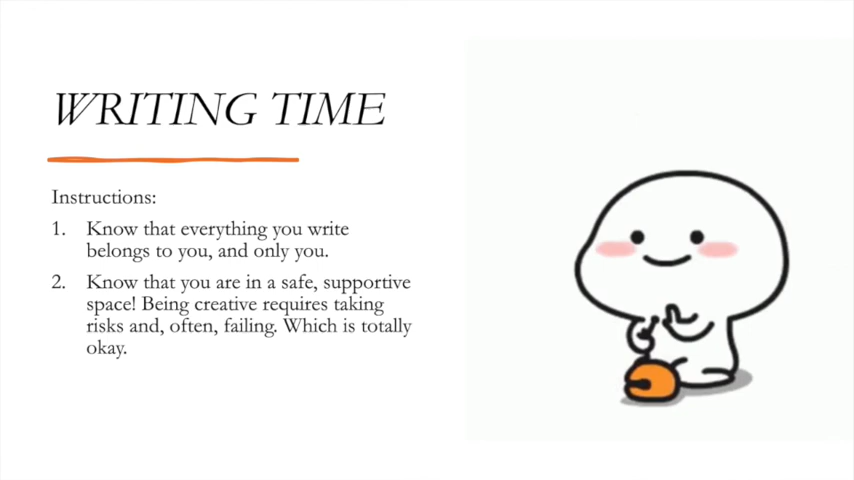 WRITING TIME
Instructions:
1. Know that everything you write
belongs to you, and only you.
2. Know that you are in a safe, supportive
space! Being creative requires taking
risks and, often, failing. Which is totally
okay.